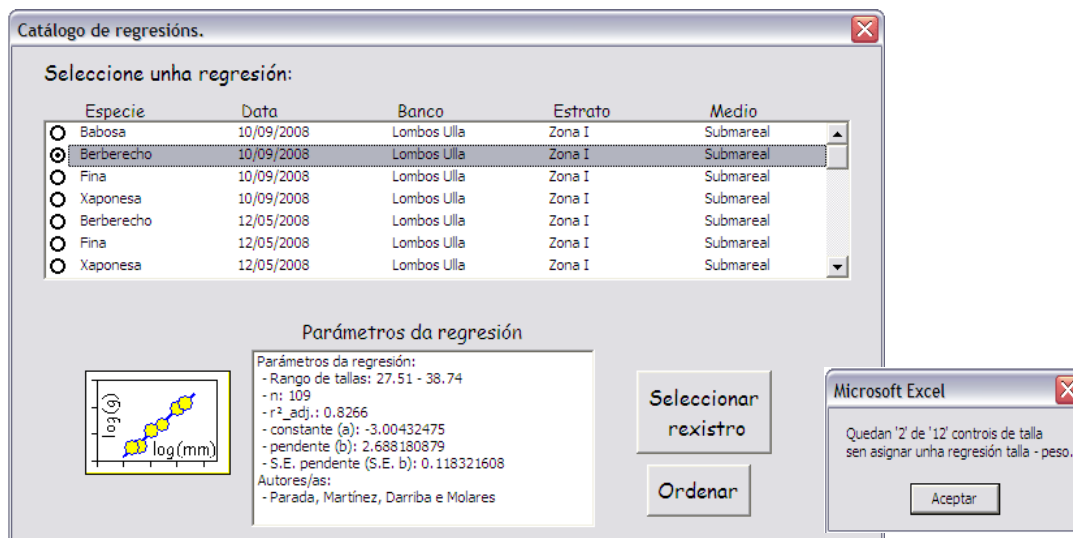 Catálogo de regresións.
Seleccione unha regresión:
Especie Data Banco Estrato Medio
Babosa 10/09/2008 Lombos Ulla Zona I Submareal
Berberecho 10/09/2008 Lombos Ulla Zona I Submareal
Fina 10/09/2008 Lombos Ulla Zona I Submareal
Xaponesa 10/09/2008 Lombos Ulla Zona I Submareal
Berberecho 12/05/2008 Lombos Ulla Zona I Submareal
Fina 12/05/2008 Lombos Ulla Zona I Submareal
Xaponesa 12/05/2008 Lombos Ulla Zona I Submareal
Parámetros da regresión
log(g)
log(mm)
Parámetros da regresión:
- Rango de tallas: 27.51 - 38.74
- n: 109
- r²_adj.: 0.8266
- constante (a): -3.00432475
- pendente (b): 2.688180879
- S.E. pendente (S.E. b): 0.118321608
Autores/as:
- Parada, Martínez, Darriba e Molares
Seleccionar
rexistro
Ordenar
Microsoft Excel
Quedan '2' de '12' controis de talla
sen asignar unha regresión talla - peso.
Aceptar